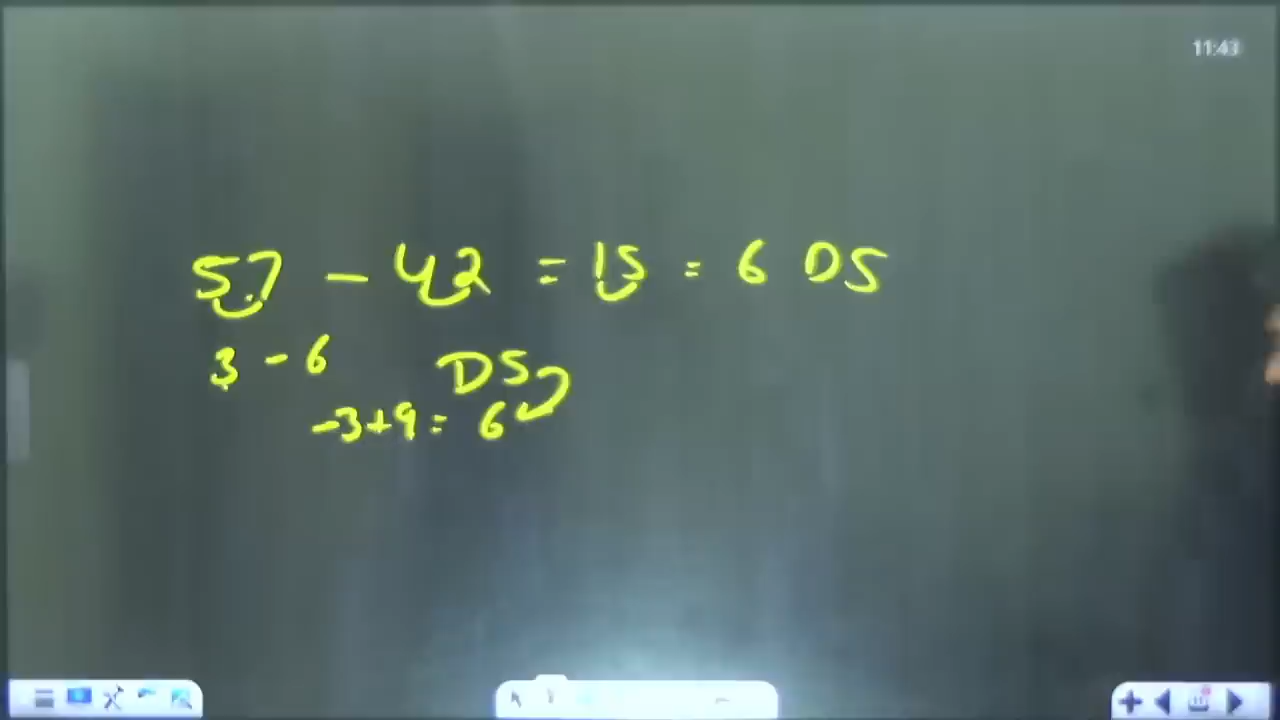 11:43
57 - 42 = 15 = 6 DS
3 - 6 DS
-3+9 = 6